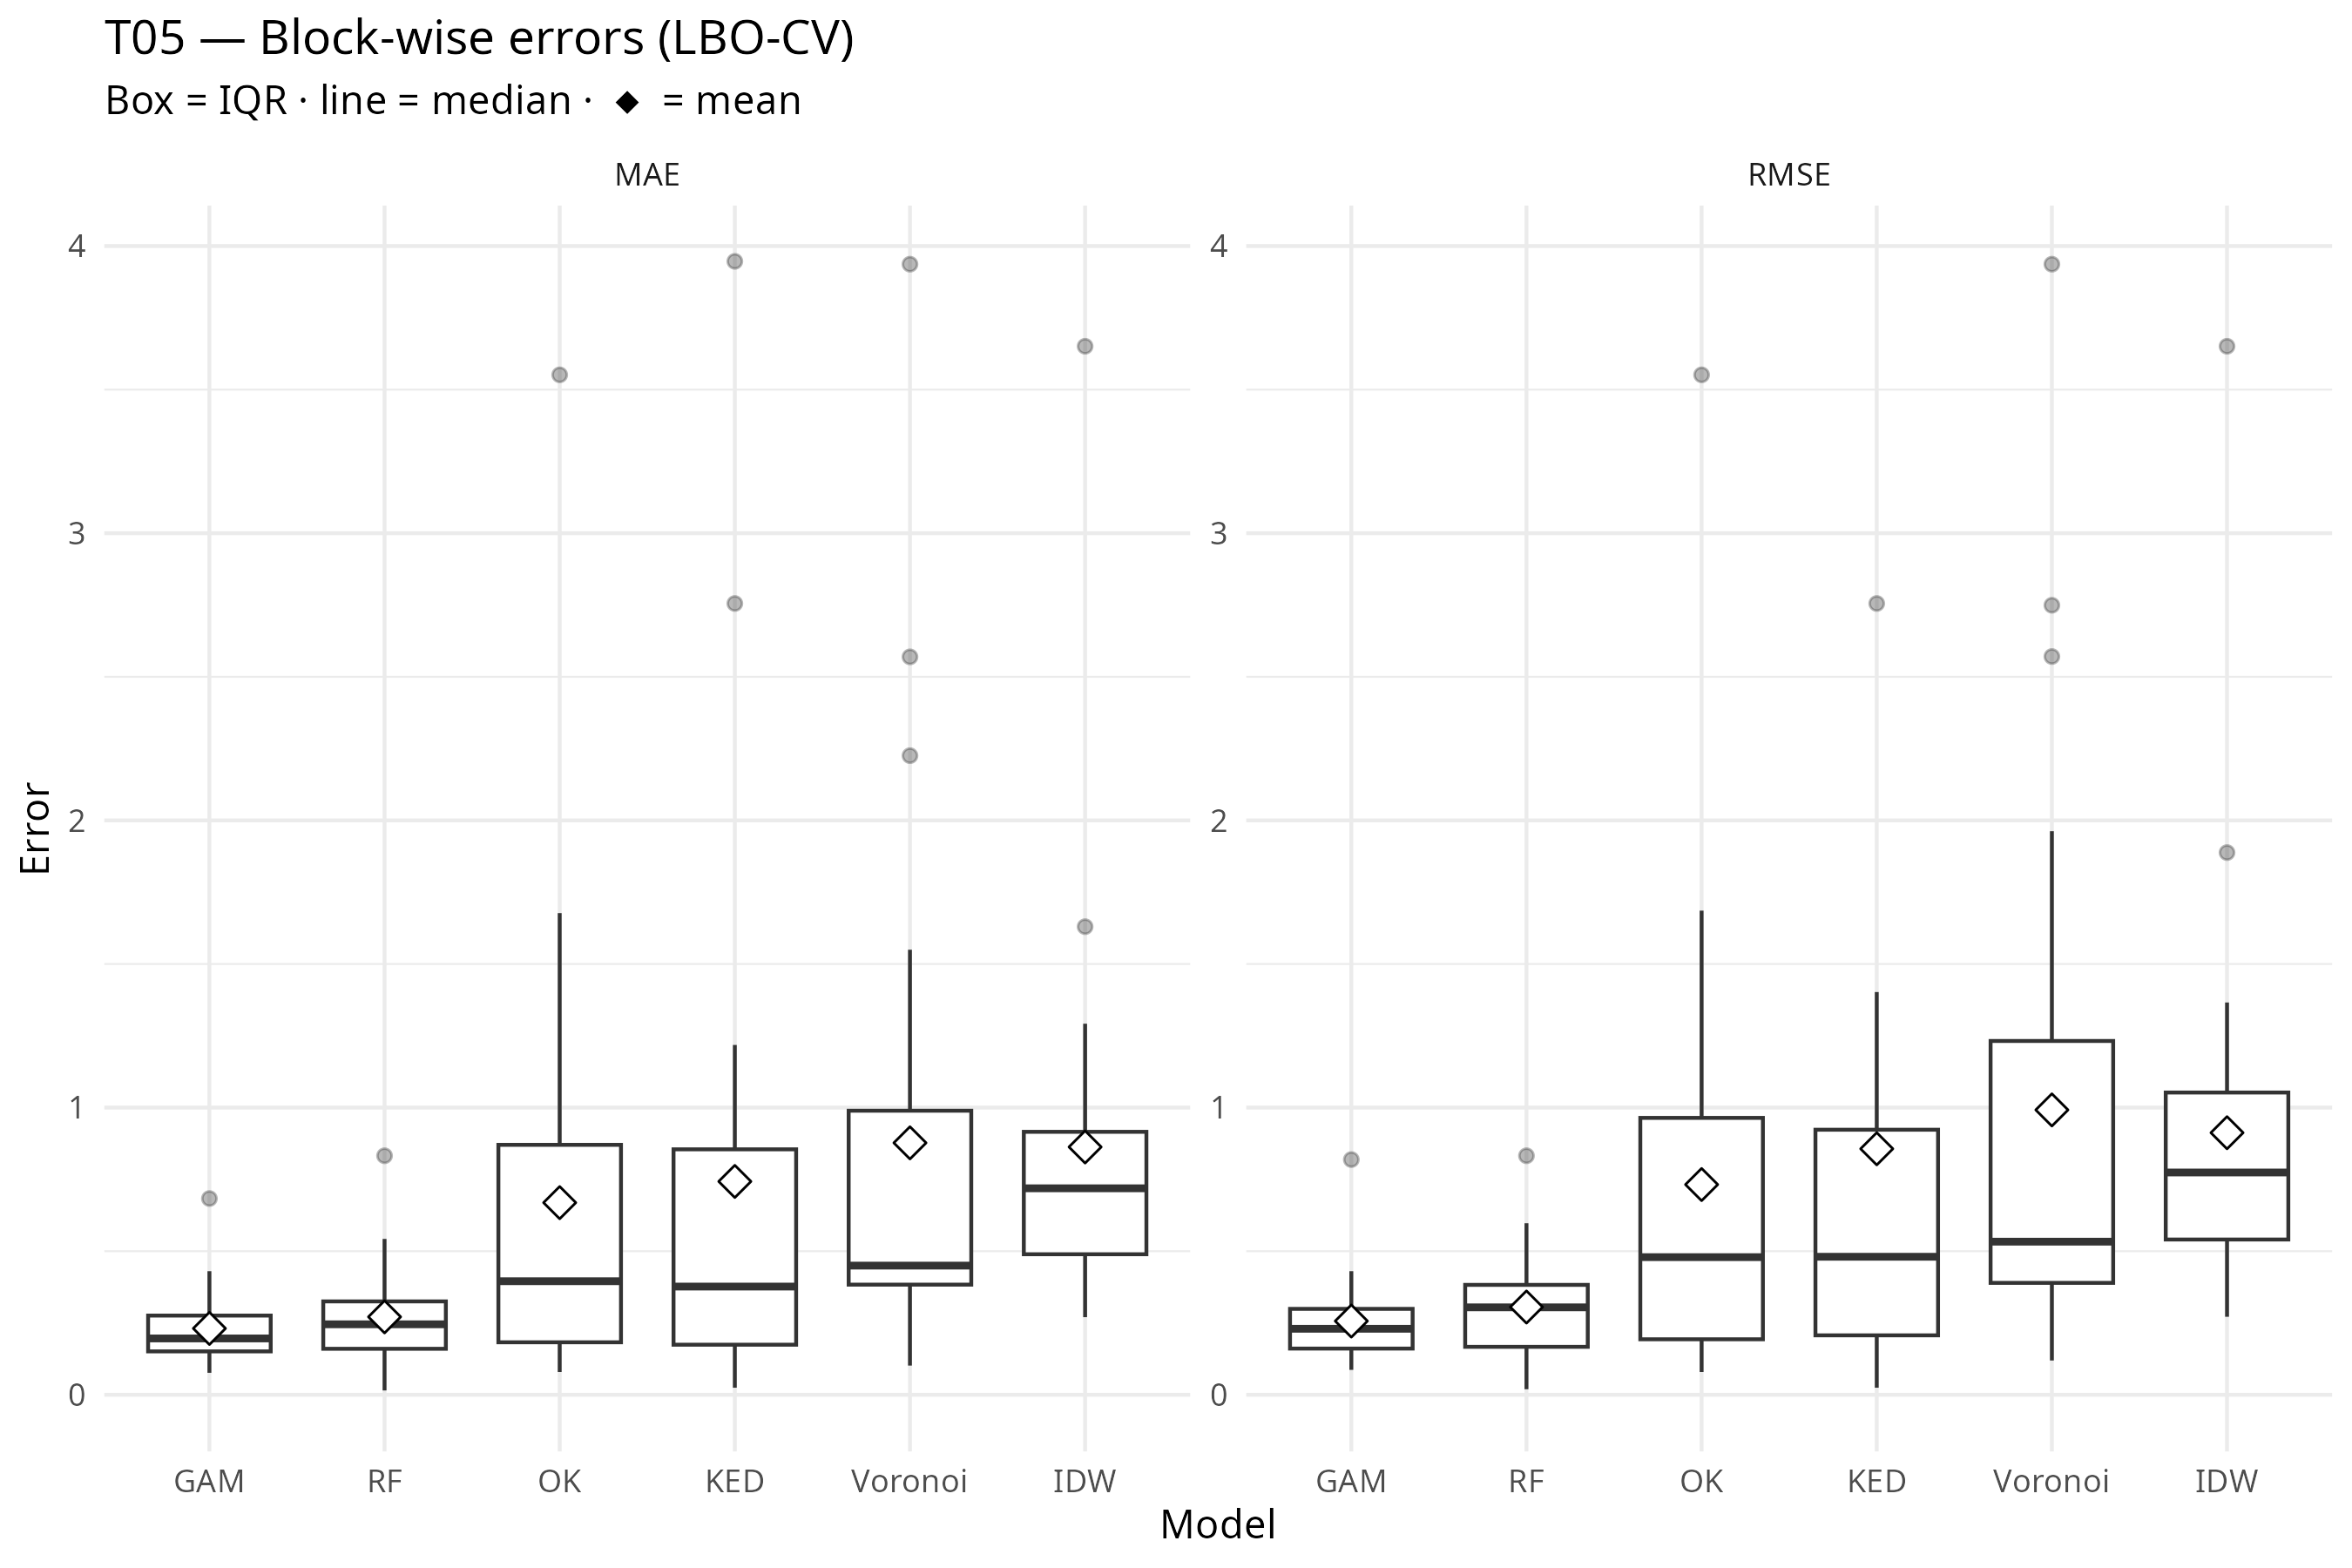 T05 — Block-wise errors (LBO-CV)
Box = IQR · line = median · ◆ = mean
MAE
RMSE
4
3
2
1
0
4
3
2
1
0
Error
GAM RF OK KED Voronoi IDW
GAM RF OK KED Voronoi IDW
Model